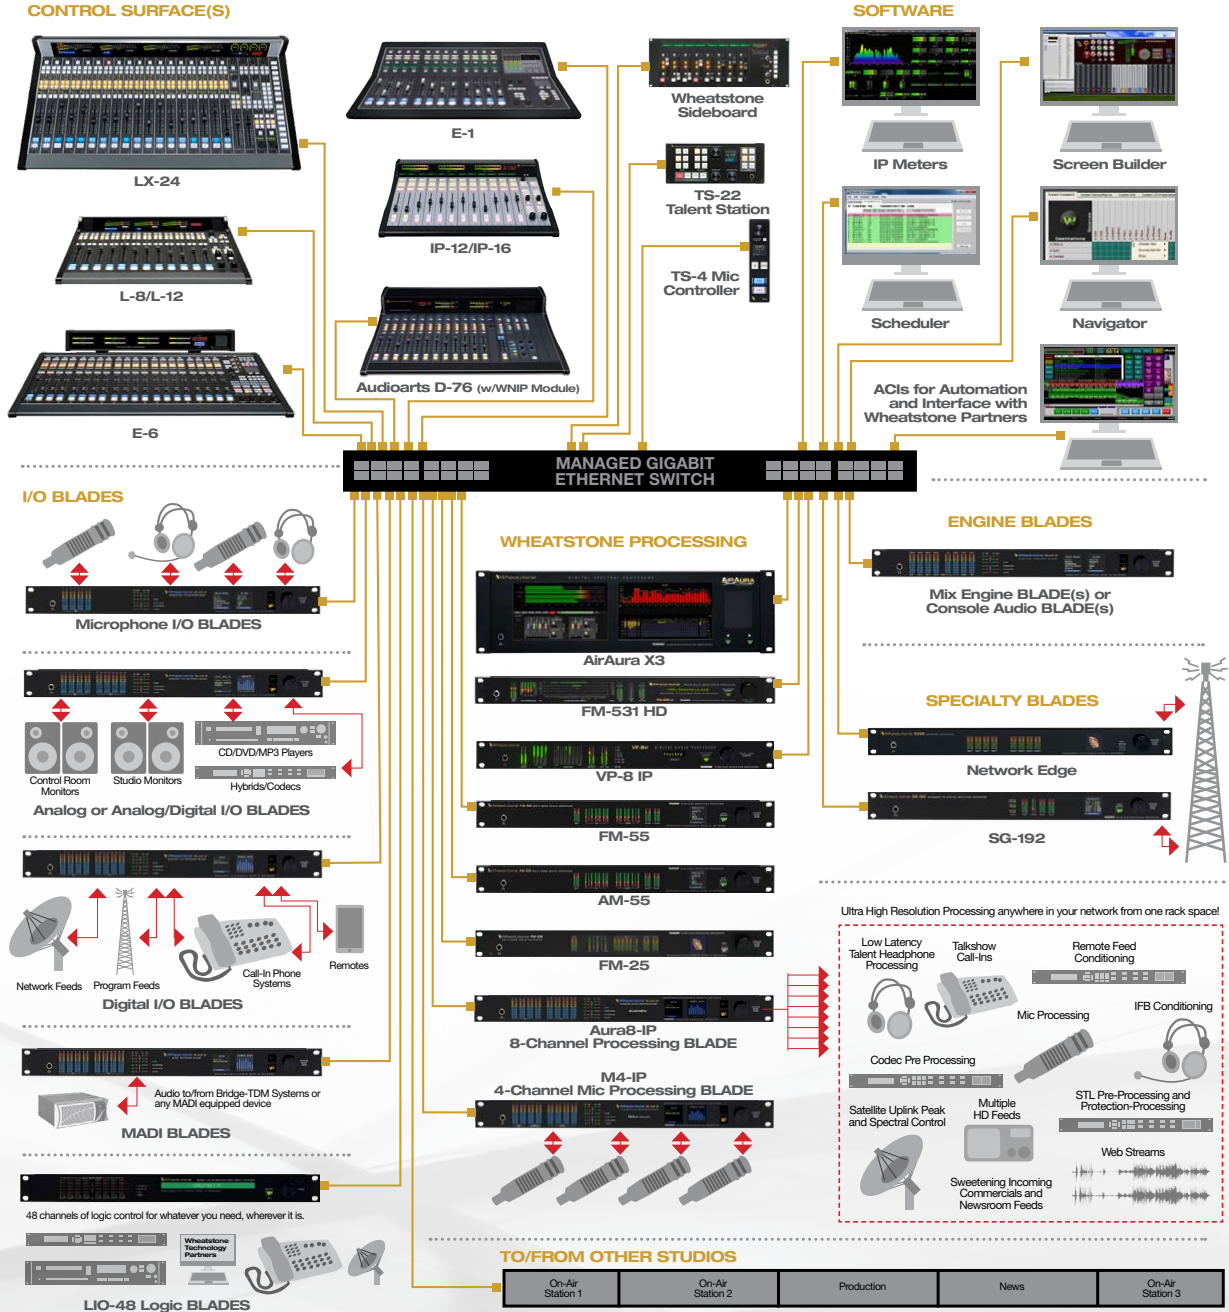 CONTROL SURFACE(S)
SOFTWARE
LX-24
E-1
Wheatstone
Sideboard
IP Meters
Screen Builder
L-8/L-12
IP-12/IP-16
TS-22
Talent Station
TS-4 Mic
Controller
Scheduler
Navigator
E-6
Audioarts D-76 (w/WNIP Module)
ACIs for Automation
and Interface with
Wheatstone Partners
MANAGED GIGABIT
ETHERNET SWITCH
I/O BLADES
Microphone I/O BLADES
Control Room
Monitors
Studio Monitors
CD/DVD/MP3 Players
Hybrids/Codecs
Analog or Analog/Digital I/O BLADES
Network Feeds
Program Feeds
Call-In Phone
Systems
Remotes
Digital I/O BLADES
Audio to/from Bridge-TDM Systems or
any MADI equipped device
MADI BLADES
48 channels of logic control for whatever you need, wherever it is.
Wheatstone
Technology
Partners
LIO-48 Logic BLADES
WHEATSTONE PROCESSING
AIRAURA
AirAura X3
FM-531 HD
VP-8 IP
FM-55
AM-55
FM-25
Aura8-IP
8-Channel Processing BLADE
M4-IP
4-Channel Mic Processing BLADE
ENGINE BLADES
Mix Engine BLADE(s) or
Console Audio BLADE(s)
SPECIALTY BLADES
Network Edge
SG-192
Ultra High Resolution Processing anywhere in your network from one rack space!
Low Latency
Talent Headphone
Processing
Talkshow
Call-Ins
Remote Feed
Conditioning
Mic Processing
IFB Conditioning
Codec Pre Processing
Satellite Uplink Peak
and Spectral Control
Multiple
HD Feeds
STL Pre-Processing and
Protection-Processing
Web Streams
Sweetening Incoming
Commercials and
Newsroom Feeds
TO/FROM OTHER STUDIOS
On-Air
Station 1
On-Air
Station 2
Production
News
On-Air
Station 3